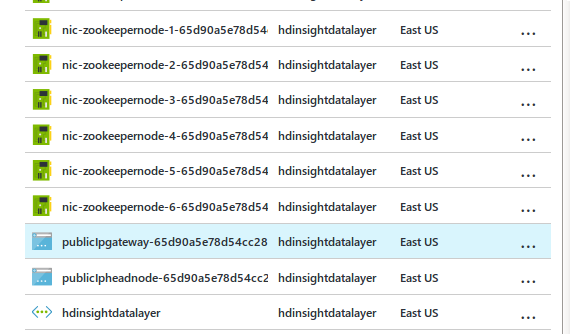 nic-zookeepernode-1-65d90a5e78d54 hdinsightdatalayer East US ...
nic-zookeepernode-2-65d90a5e78d54 hdinsightdatalayer East US ...
nic-zookeepernode-3-65d90a5e78d54 hdinsightdatalayer East US ...
nic-zookeepernode-4-65d90a5e78d54 hdinsightdatalayer East US ...
nic-zookeepernode-5-65d90a5e78d54 hdinsightdatalayer East US ...
nic-zookeepernode-6-65d90a5e78d54 hdinsightdatalayer East US ...
publicIpgateway-65d90a5e78d54cc28 hdinsightdatalayer East US ...
publicIpheadnode-65d90a5e78d54cc2 hdinsightdatalayer East US ...
hdinsightdatalayer hdinsightdatalayer East US ...